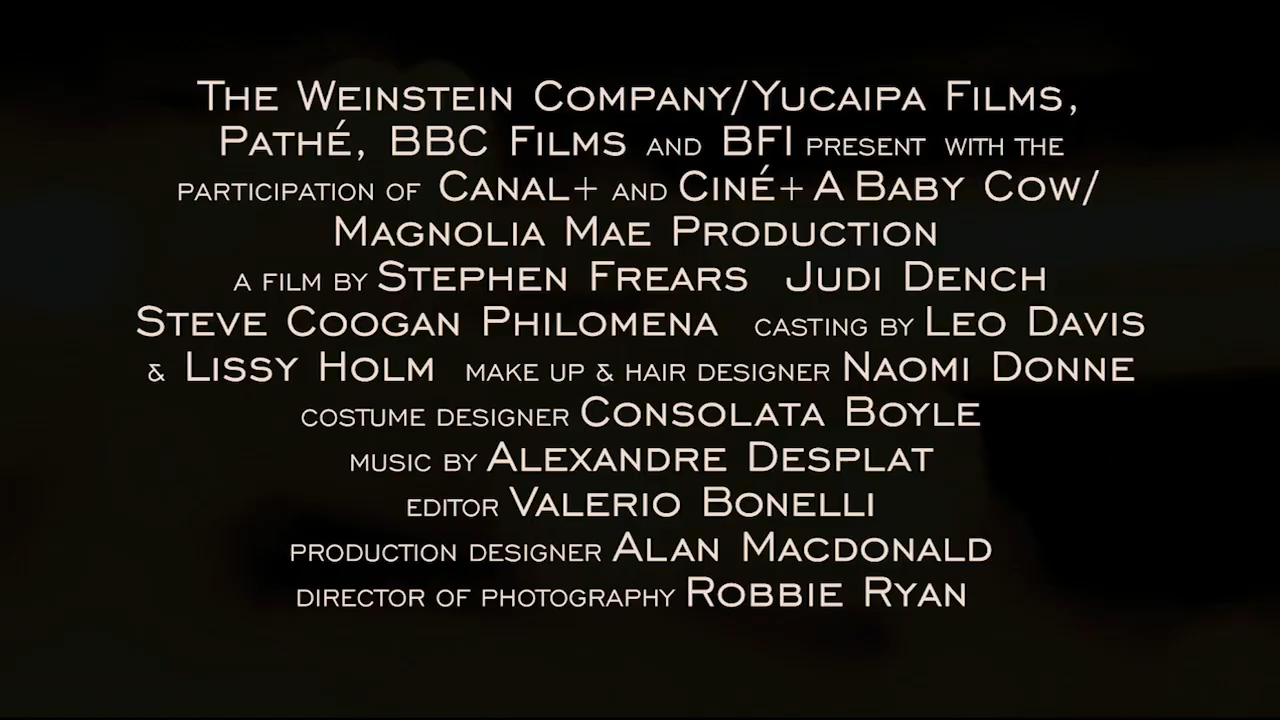 THE WEINSTEIN COMPANY/YUCAIPA FILMS,
PATHÉ, BBC FILMS AND BFI PRESENT WITH THE
PARTICIPATION OF CANAL+ AND CINÉ+ A BABY COW/
MAGNOLIA MAE PRODUCTION
A FILM BY STEPHEN FREARS JUDI DENCH
STEVE COOGAN PHILOMENA CASTING BY LEO DAVIS
& LISSY HOLM MAKE UP & HAIR DESIGNER NAOMI DONNE
COSTUME DESIGNER CONSOLATA BOYLE
MUSIC BY ALEXANDRE DESPLAT
EDITOR VALERIO BONELLI
PRODUCTION DESIGNER ALAN MACDONALD
DIRECTOR OF PHOTOGRAPHY ROBBIE RYAN